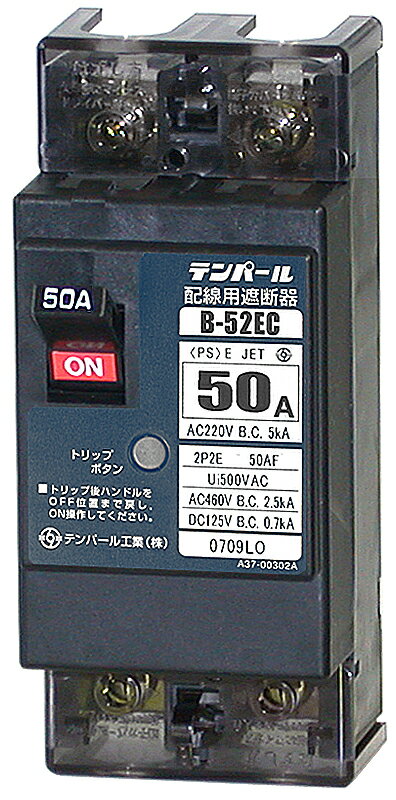 50A
ON
テンパール
配線用遮断器
B-52EC
〈PS〉E JET
50A
AC220V B.C. 5kA
2P2E 50AF
Ui500VAC
AC460V B.C. 2.5kA
DC125V B.C. 0.7kA
0709LO
A37-00302A
トリップ
ボタン
■トリップ後ハンドルを
OFF位置まで戻し、
ON操作してください。
テンパール工業(株)